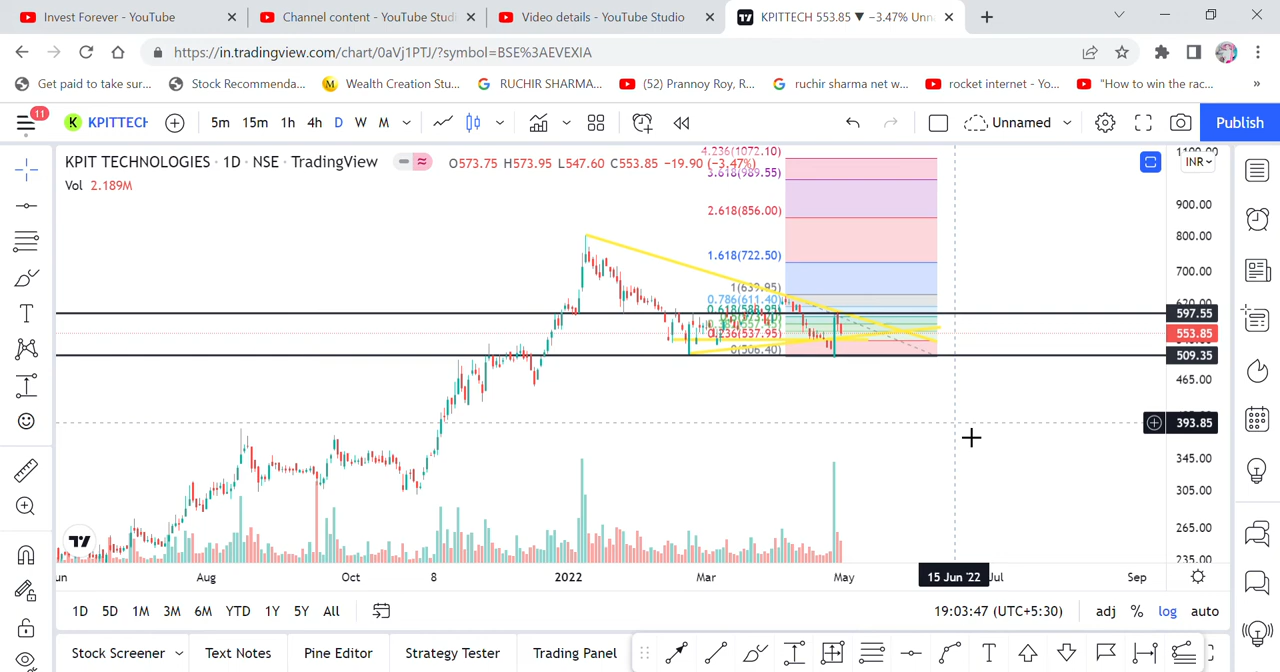 Invest Forever - YouTube
Channel content - YouTube Studi
Video details - YouTube Studio
KPITTECH 553.85 ▼ −3.47% Unn
https://in.tradingview.com/chart/0aVj1PTJ/?symbol=BSE%3AEVEXIA
Get paid to take sur...
Stock Recommenda...
M Wealth Creation Stu...
G RUCHIR SHARMA...
(52) Prannoy Roy, R...
G ruchir sharma net w...
rocket internet - Yo...
"How to win the rac...
»
11
K KPITTECH
5m 15m 1h 4h D W M
Unnamed
Publish
KPIT TECHNOLOGIES · 1D · NSE · TradingView
O573.75 H573.95 L547.60 C553.85 −19.90 (−3.47%)
Vol 2.189M
INR
4.236(1072.10)
3.618(989.55)
2.618(856.00)
1.618(722.50)
1(639.95)
0.786(611.40)
0.236(537.95)
0(506.40)
900.00
800.00
700.00
597.55
553.85
509.35
465.00
393.85
345.00
305.00
265.00
235.00
Aug Oct 8 2022 Mar May 15 Jun '22 Jul Sep
1D 5D 1M 3M 6M YTD 1Y 5Y All
19:03:47 (UTC+5:30)
adj % log auto
Stock Screener Text Notes Pine Editor Strategy Tester Trading Panel